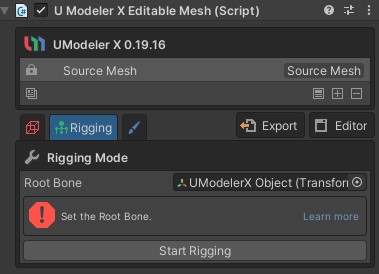 U Modeler X Editable Mesh (Script)
UModeler X 0.19.16
Source Mesh Source Mesh
Rigging Export Editor
Rigging Mode
Root Bone UModelerX Object (Transforr
Set the Root Bone. Learn more
Start Rigging